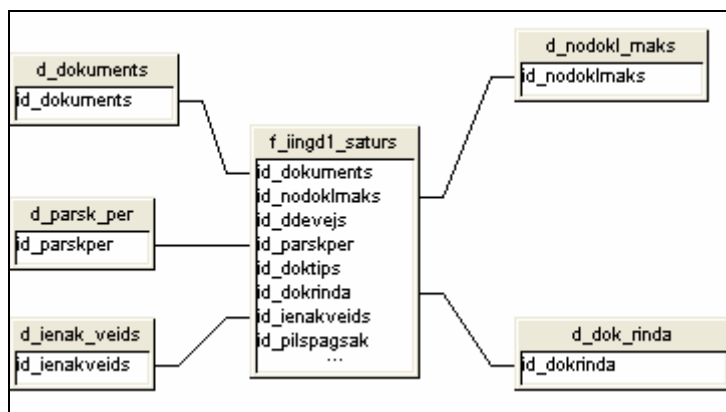 d_dokuments
id_dokuments
d_parsk_per
id_parskper
d_ienak_veids
id_ienakveids
f_iingd1_saturs
id_dokuments
id_nodoklmaks
id_ddevejs
id_parskper
id_doktips
id_dokrinda
id_ienakveids
id_pilspagsak
...
d_nodokl_maks
id_nodoklmaks
d_dok_rinda
id_dokrinda